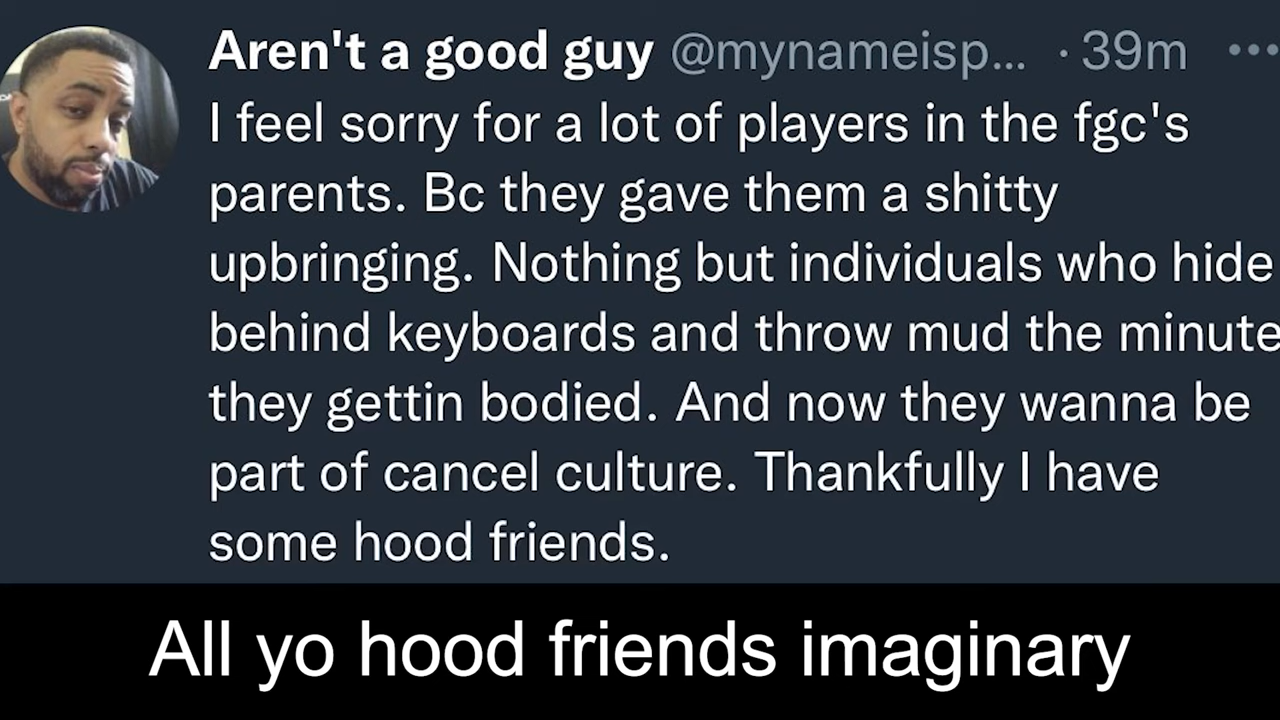 Aren't a good guy @mynameisp... · 39m ...
I feel sorry for a lot of players in the fgc's
parents. Bc they gave them a shitty
upbringing. Nothing but individuals who hide
behind keyboards and throw mud the minute
they gettin bodied. And now they wanna be
part of cancel culture. Thankfully I have
some hood friends.
All yo hood friends imaginary